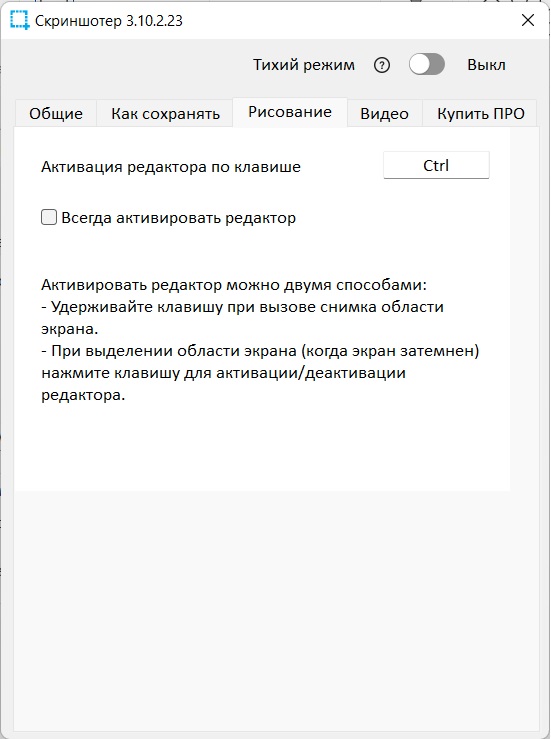 Скриншотер 3.10.2.23
Тихий режим ? Выкл
Общие Как сохранять Рисование Видео Купить ПРО
Активация редактора по клавише Ctrl
Всегда активировать редактор
Активировать редактор можно двумя способами:
- Удерживайте клавишу при вызове снимка области
экрана.
- При выделении области экрана (когда экран затемнен)
нажмите клавишу для активации/деактивации
редактора.